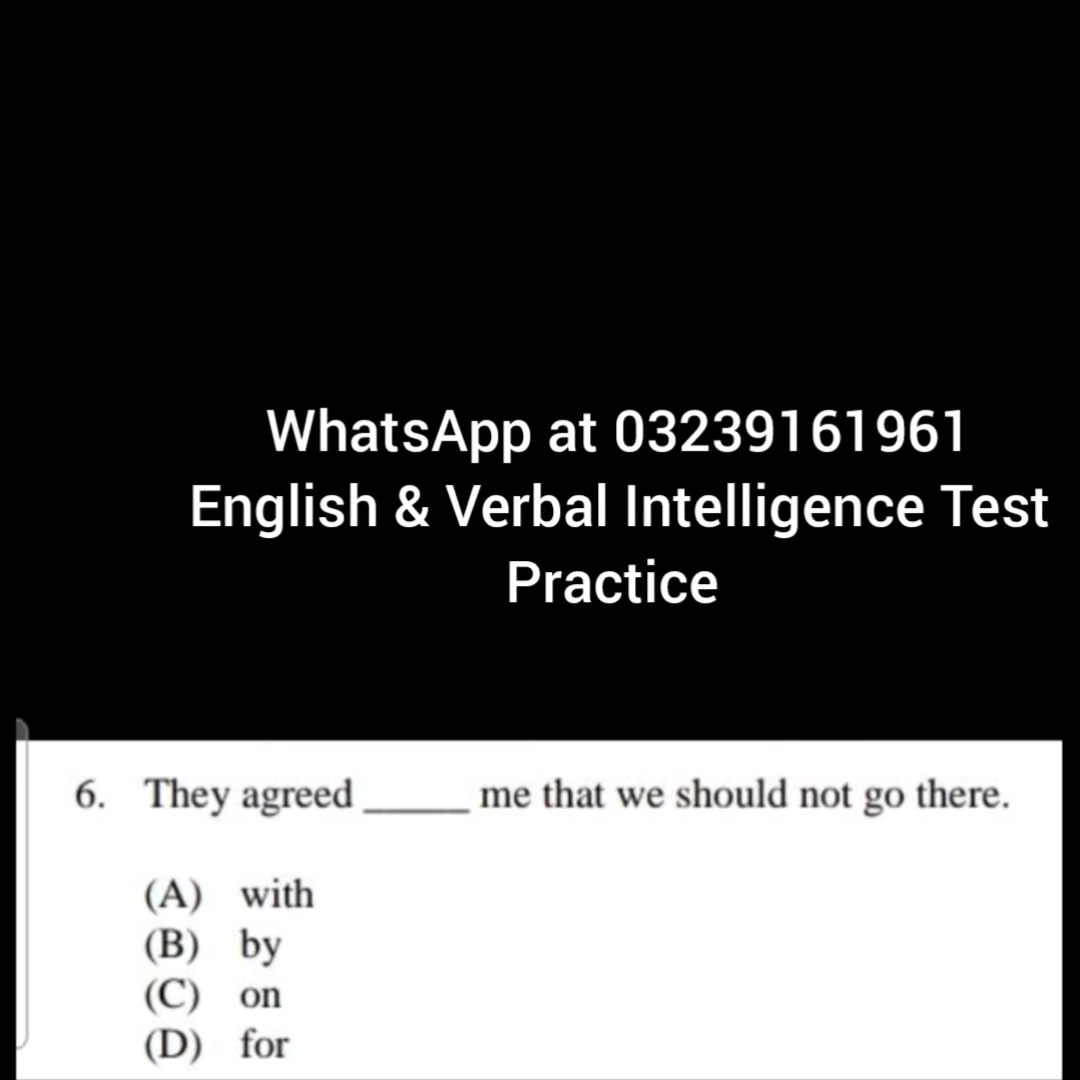 WhatsApp at 03239161961
English & Verbal Intelligence Test
Practice
6. They agreed _____ me that we should not go there.
(A) with
(B) by
(C) on
(D) for